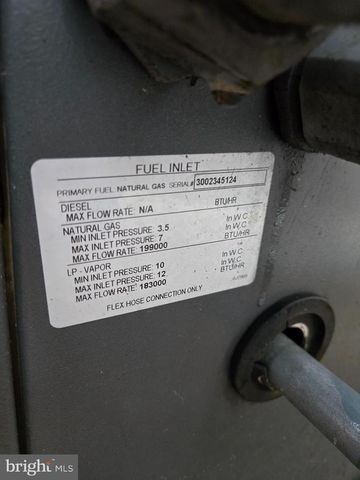 FUEL INLET
PRIMARY FUEL: NATURAL GAS SERIAL# 3002345124
DIESEL
MAX FLOW RATE: N/A BTU/HR
NATURAL GAS
MIN INLET PRESSURE: 3.5 In.W.C.
MAX INLET PRESSURE: 7 In.W.C.
MAX FLOW RATE: 199000 BTU/HR
LP - VAPOR
MIN INLET PRESSURE: 10 In.W.C.
MAX INLET PRESSURE: 12 In.W.C.
MAX FLOW RATE: 183000 BTU/HR
FLEX HOSE CONNECTION ONLY
bright MLS